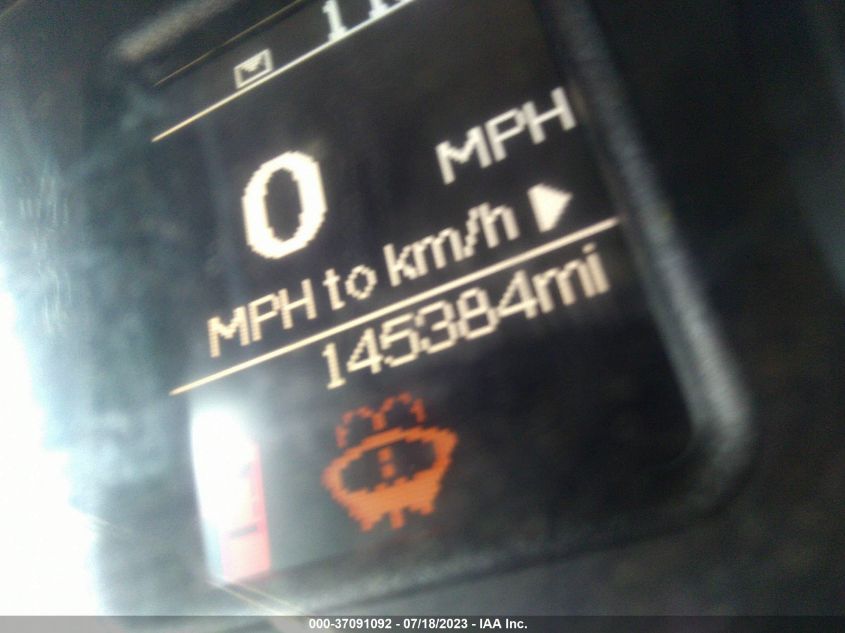 0 MPH
MPH to km/h
145384mi
000-37091092 - 07/18/2023 - IAA Inc.